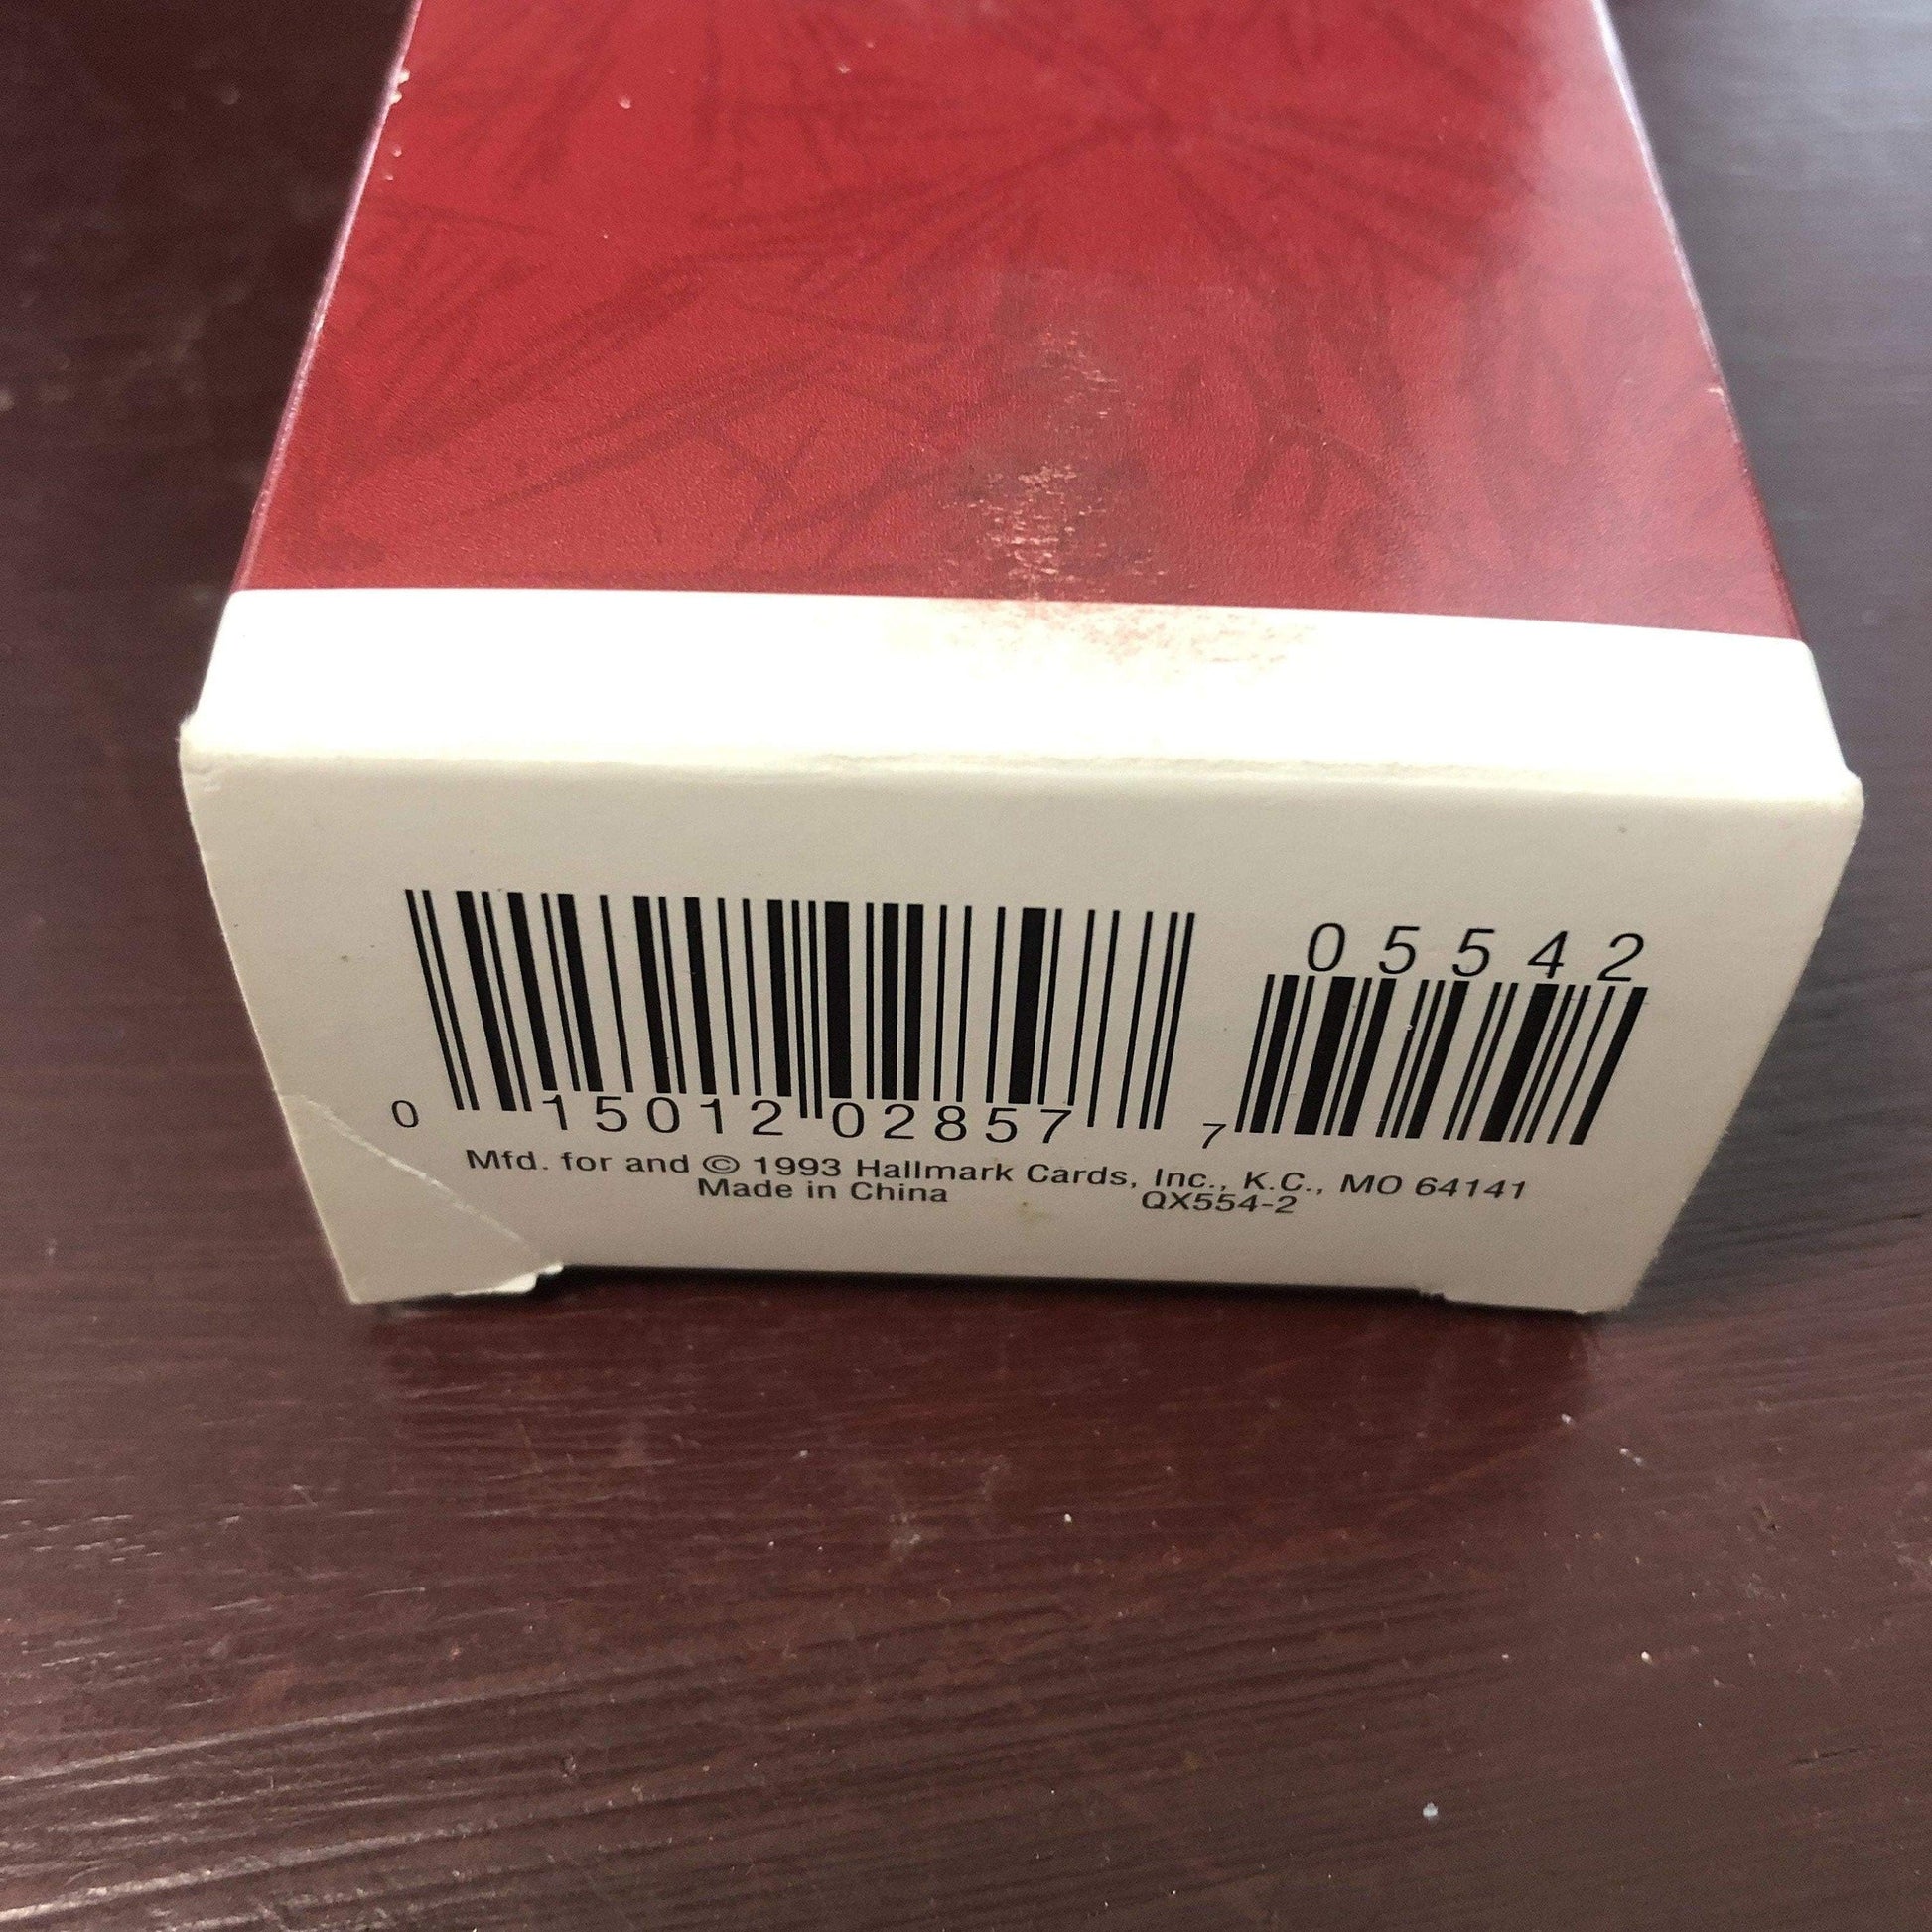 05542
0 15012 02857 7
Mfd. for and © 1993 Hallmark Cards, Inc., K.C., MO 64141
Made in China QX554-2